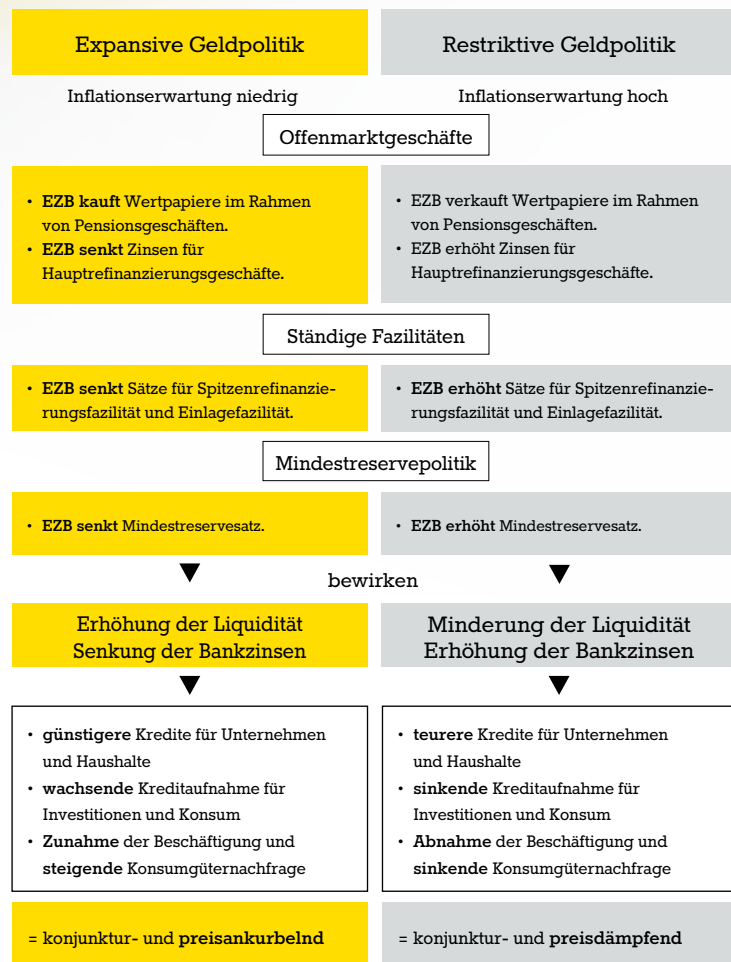 Expansive Geldpolitik
Restriktive Geldpolitik
Inflationserwartung niedrig
Inflationserwartung hoch
Offenmarktgeschäfte
• EZB kauft Wertpapiere im Rahmen
von Pensionsgeschäften.
• EZB senkt Zinsen für
Hauptrefinanzierungsgeschäfte.
• EZB verkauft Wertpapiere im Rahmen
von Pensionsgeschäften.
• EZB erhöht Zinsen für
Hauptrefinanzierungsgeschäfte.
Ständige Fazilitäten
• EZB senkt Sätze für Spitzenrefinanzie-
rungsfazilität und Einlagefazilität.
• EZB erhöht Sätze für Spitzenrefinanzie-
rungsfazilität und Einlagefazilität.
Mindestreservepolitik
• EZB senkt Mindestreservesatz.
• EZB erhöht Mindestreservesatz.
bewirken
Erhöhung der Liquidität
Senkung der Bankzinsen
Minderung der Liquidität
Erhöhung der Bankzinsen
• günstigere Kredite für Unternehmen
und Haushalte
• wachsende Kreditaufnahme für
Investitionen und Konsum
• Zunahme der Beschäftigung und
steigende Konsumgüternachfrage
• teurere Kredite für Unternehmen
und Haushalte
• sinkende Kreditaufnahme für
Investitionen und Konsum
• Abnahme der Beschäftigung und
sinkende Konsumgüternachfrage
= konjunktur- und preisankurbelnd
= konjunktur- und preisdämpfend